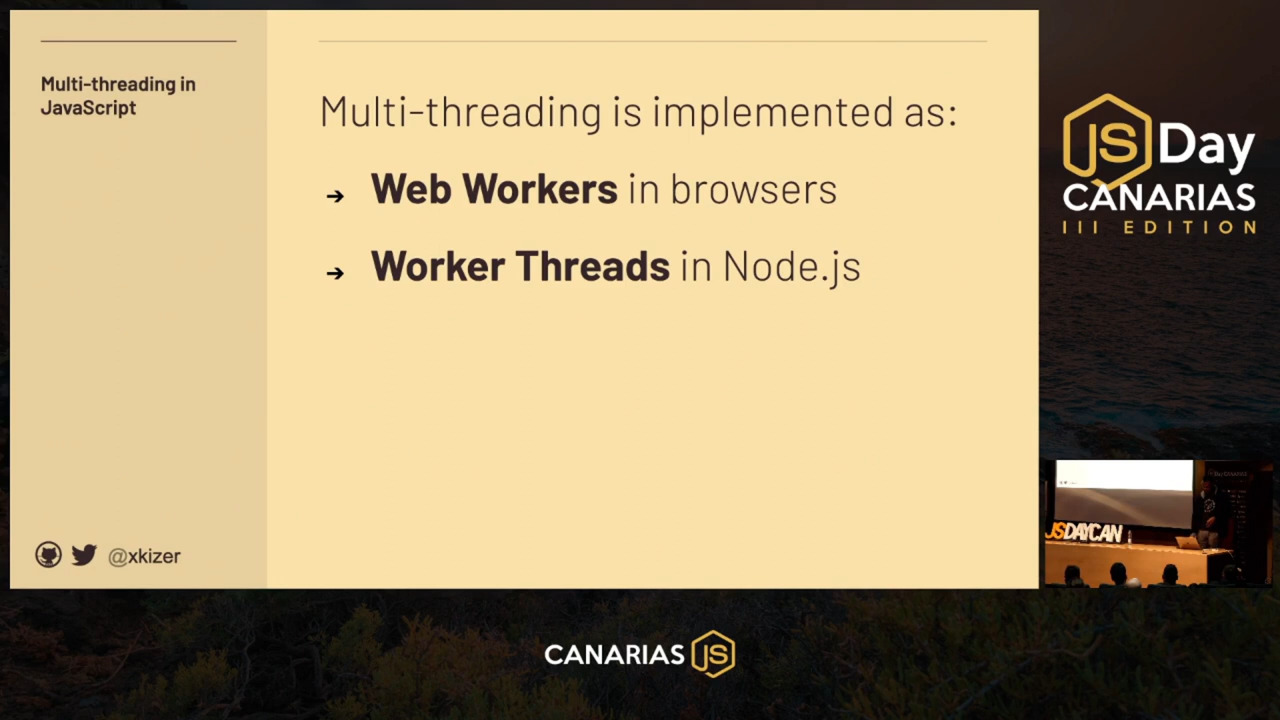 Multi-threading in
JavaScript
Multi-threading is implemented as:
➔ Web Workers in browsers
➔ Worker Threads in Node.js
@xkizer
JS Day
CANARIAS
III EDITION
JSDAYCAN
CANARIAS JS